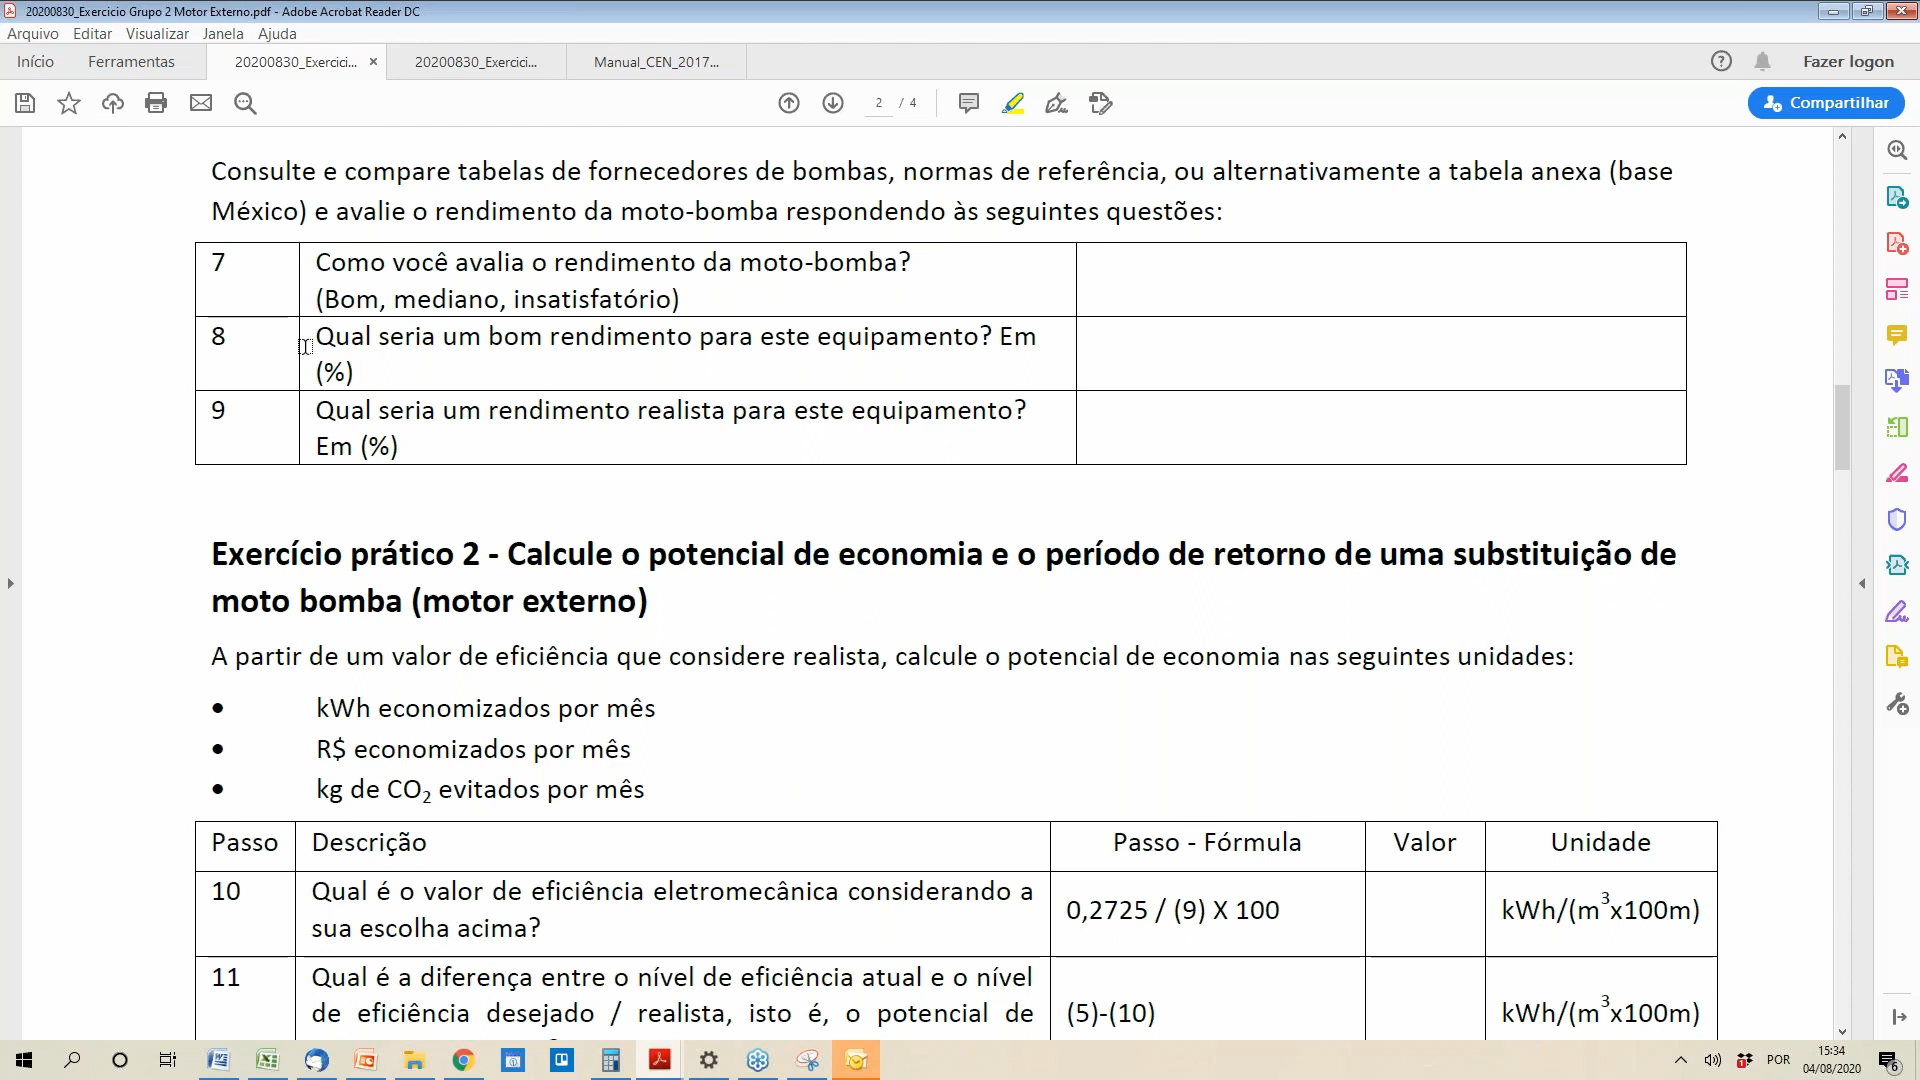 20200830_Exercicio Grupo 2 Motor Externo.pdf - Adobe Acrobat Reader DC
Arquivo Editar Visualizar Janela Ajuda
Início Ferramentas 20200830_Exercici... × 20200830_Exercici... Manual_CEN_2017... Fazer logon
2 / 4 Compartilhar
Consulte e compare tabelas de fornecedores de bombas, normas de referência, ou alternativamente a tabela anexa (base
México) e avalie o rendimento da moto-bomba respondendo às seguintes questões:
7 Como você avalia o rendimento da moto-bomba?
(Bom, mediano, insatisfatório)
8 Qual seria um bom rendimento para este equipamento? Em
(%)
9 Qual seria um rendimento realista para este equipamento?
Em (%)
Exercício prático 2 - Calcule o potencial de economia e o período de retorno de uma substituição de
moto bomba (motor externo)
A partir de um valor de eficiência que considere realista, calcule o potencial de economia nas seguintes unidades:
• kWh economizados por mês
• R$ economizados por mês
• kg de CO2 evitados por mês
Passo Descrição Passo - Fórmula Valor Unidade
10 Qual é o valor de eficiência eletromecânica considerando a
sua escolha acima?
0,2725 / (9) X 100 kWh/(m³x100m)
11 Qual é a diferença entre o nível de eficiência atual e o nível
de eficiência desejado / realista, isto é, o potencial de
(5)-(10) kWh/(m³x100m)
POR
15:34
04/08/2020
6